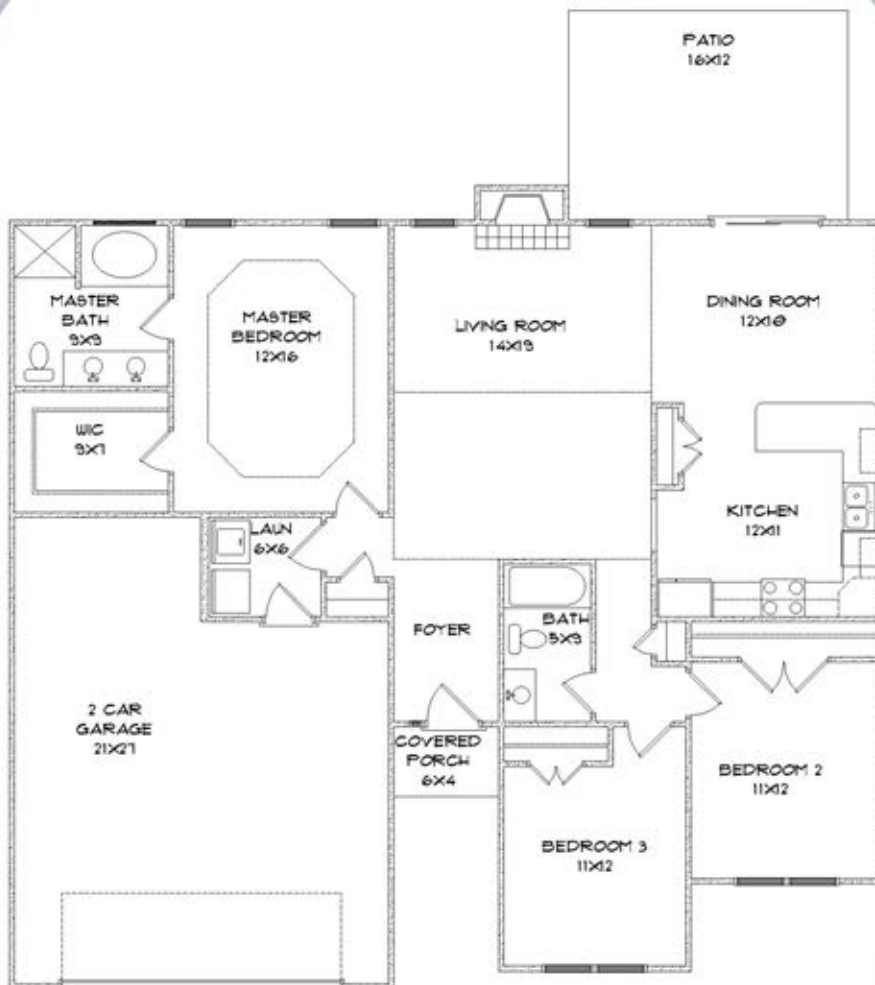 PATIO
16X12
MASTER
BATH
9X9
MASTER
BEDROOM
12X16
LIVING ROOM
14X19
DINING ROOM
12X10
WIC
9X7
KITCHEN
12X11
LAUN
6X6
FOYER
BATH
5X9
2 CAR
GARAGE
21X27
COVERED
PORCH
6X4
BEDROOM 2
11X12
BEDROOM 3
11X12